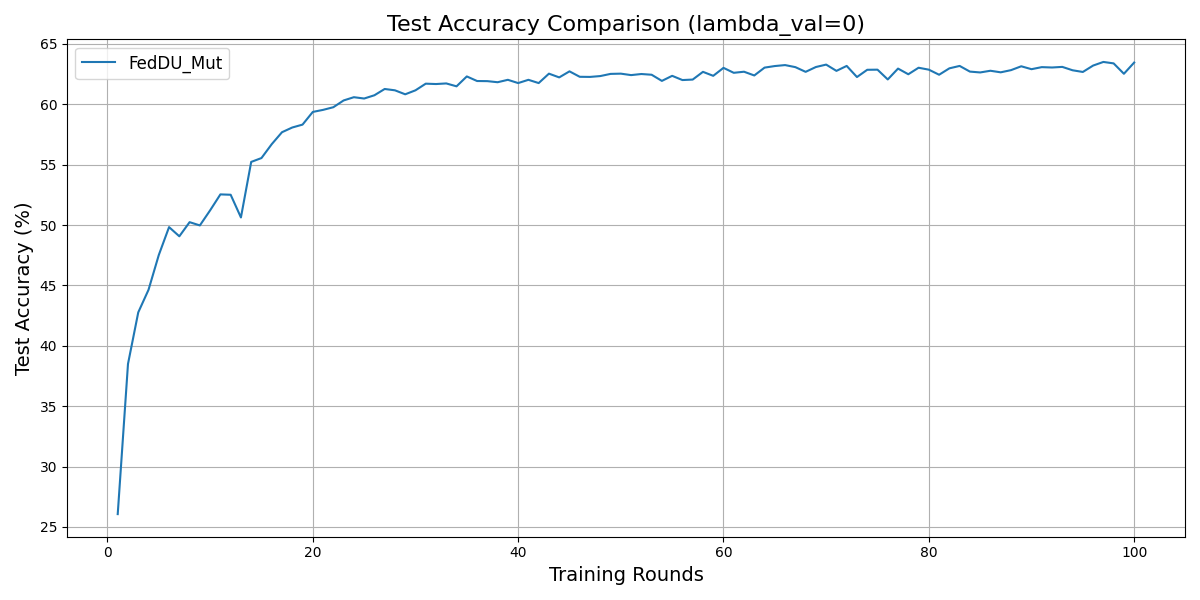 Test Accuracy Comparison (lambda_val=0)
FedDU_Mut
Test Accuracy (%)
65
60
55
50
45
40
35
30
25
0 20 40 60 80 100
Training Rounds